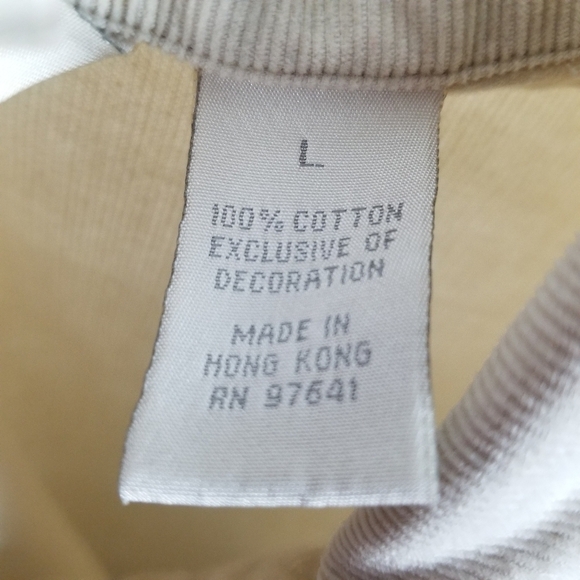 L
100% COTTON
EXCLUSIVE OF
DECORATION
MADE IN
HONG KONG
RN 97641